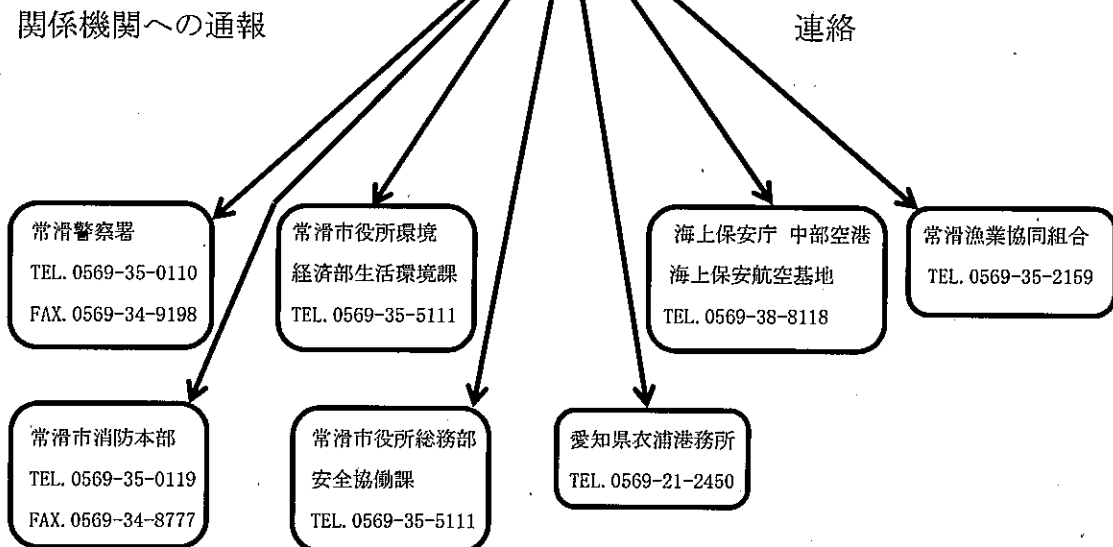 関係機関への通報
連絡
常滑警察署
TEL. 0569-35-0110
FAX. 0569-34-9198
常滑市役所環境
経済部生活環境課
TEL. 0569-35-5111
海上保安庁 中部空港
海上保安航空基地
TEL. 0569-38-8118
常滑漁業協同組合
TEL. 0569-35-2159
常滑市消防本部
TEL. 0569-35-0119
FAX. 0569-34-8777
常滑市役所総務部
安全協働課
TEL. 0569-35-5111
愛知県衣浦港務所
TEL. 0569-21-2450